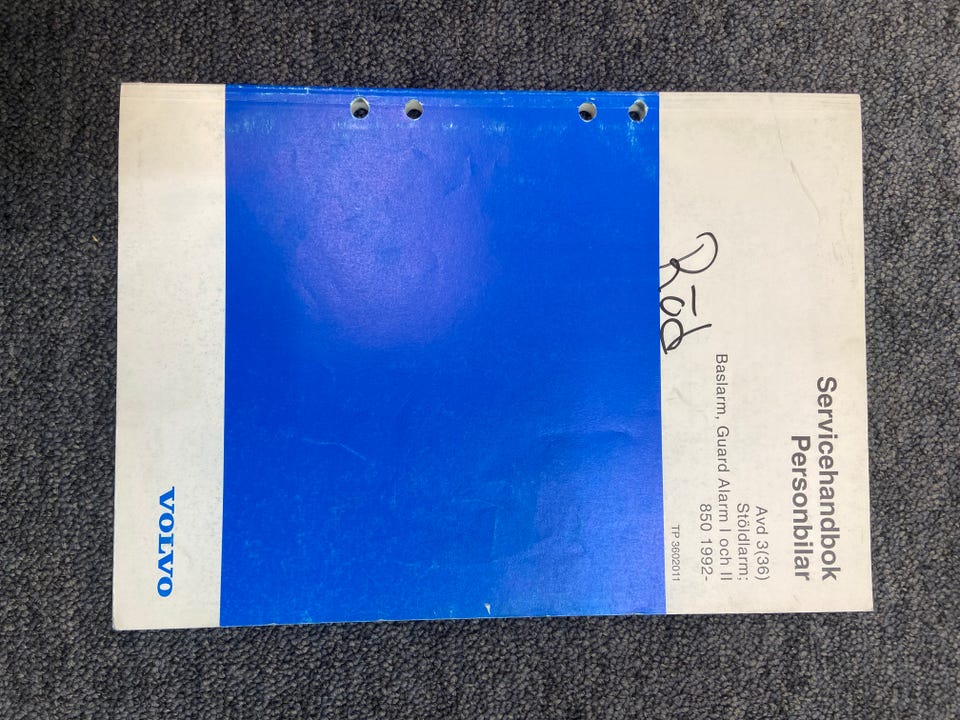 Servicehandbok
Personbilar
Avd 3(36)
Stöldlarm;
Baslarm, Guard Alarm I och II
850 1992-
TP 3602011
Röd
VOLVO